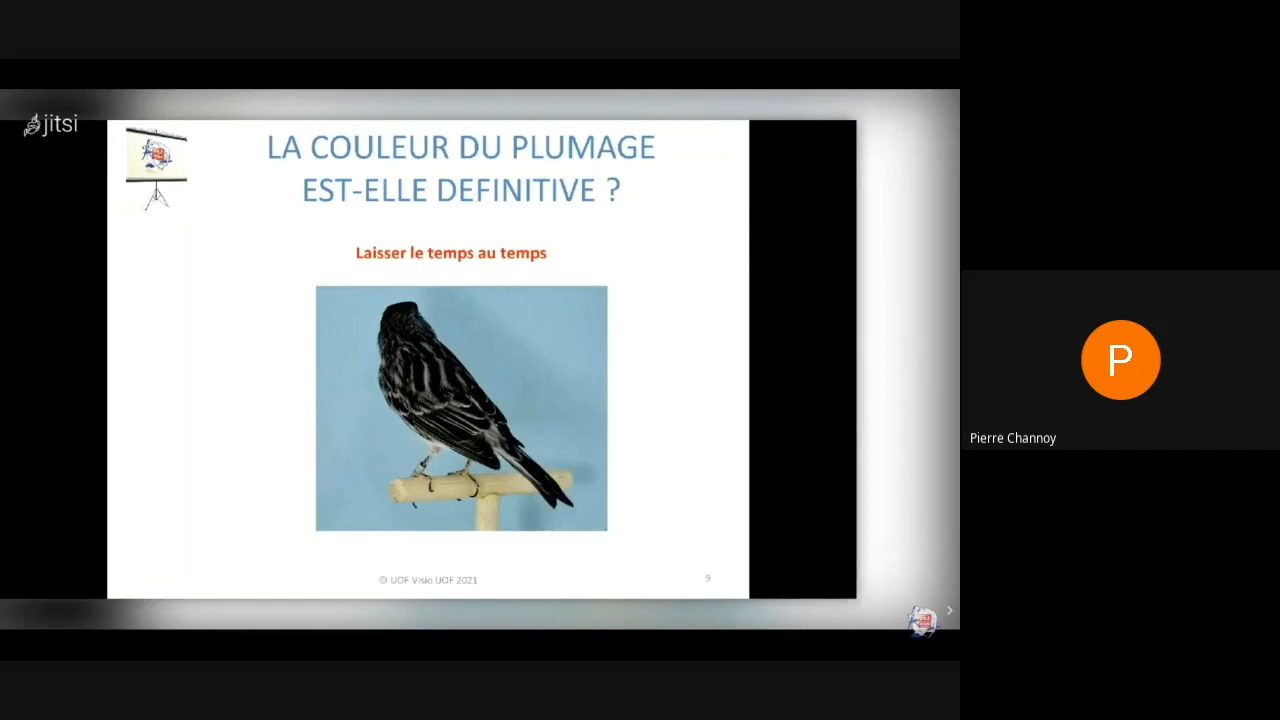 jitsi
LA COULEUR DU PLUMAGE
EST-ELLE DEFINITIVE ?
Laisser le temps au temps
© UOF Visio UOF 2021
9
P
Pierre Channoy